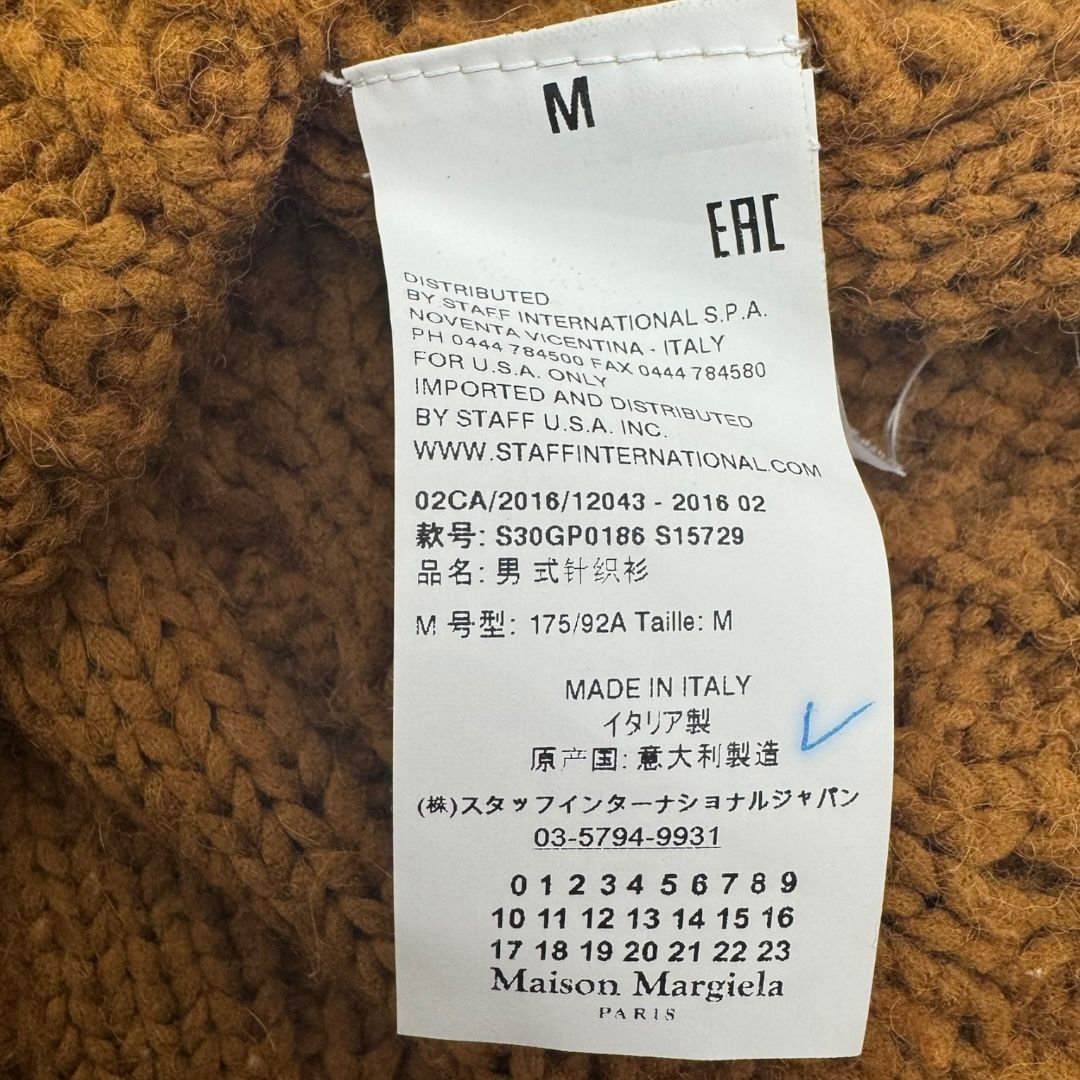 M
EAC
DISTRIBUTED
BY STAFF INTERNATIONAL S.P.A.
NOVENTA VICENTINA - ITALY
PH 0444 784500 FAX 0444 784580
FOR U.S.A. ONLY
IMPORTED AND DISTRIBUTED
BY STAFF U.S.A. INC.
WWW.STAFFINTERNATIONAL.COM
02CA/2016/12043 - 2016 02
款号: S30GP0186 S15729
品名: 男 式针织衫
M 号型: 175/92A Taille: M
MADE IN ITALY
イタリア製
原产国: 意大利製造
(株)スタッフインターナショナルジャパン
03-5794-9931
0 1 2 3 4 5 6 7 8 9
10 11 12 13 14 15 16
17 18 19 20 21 22 23
Maison Margiela
PARIS